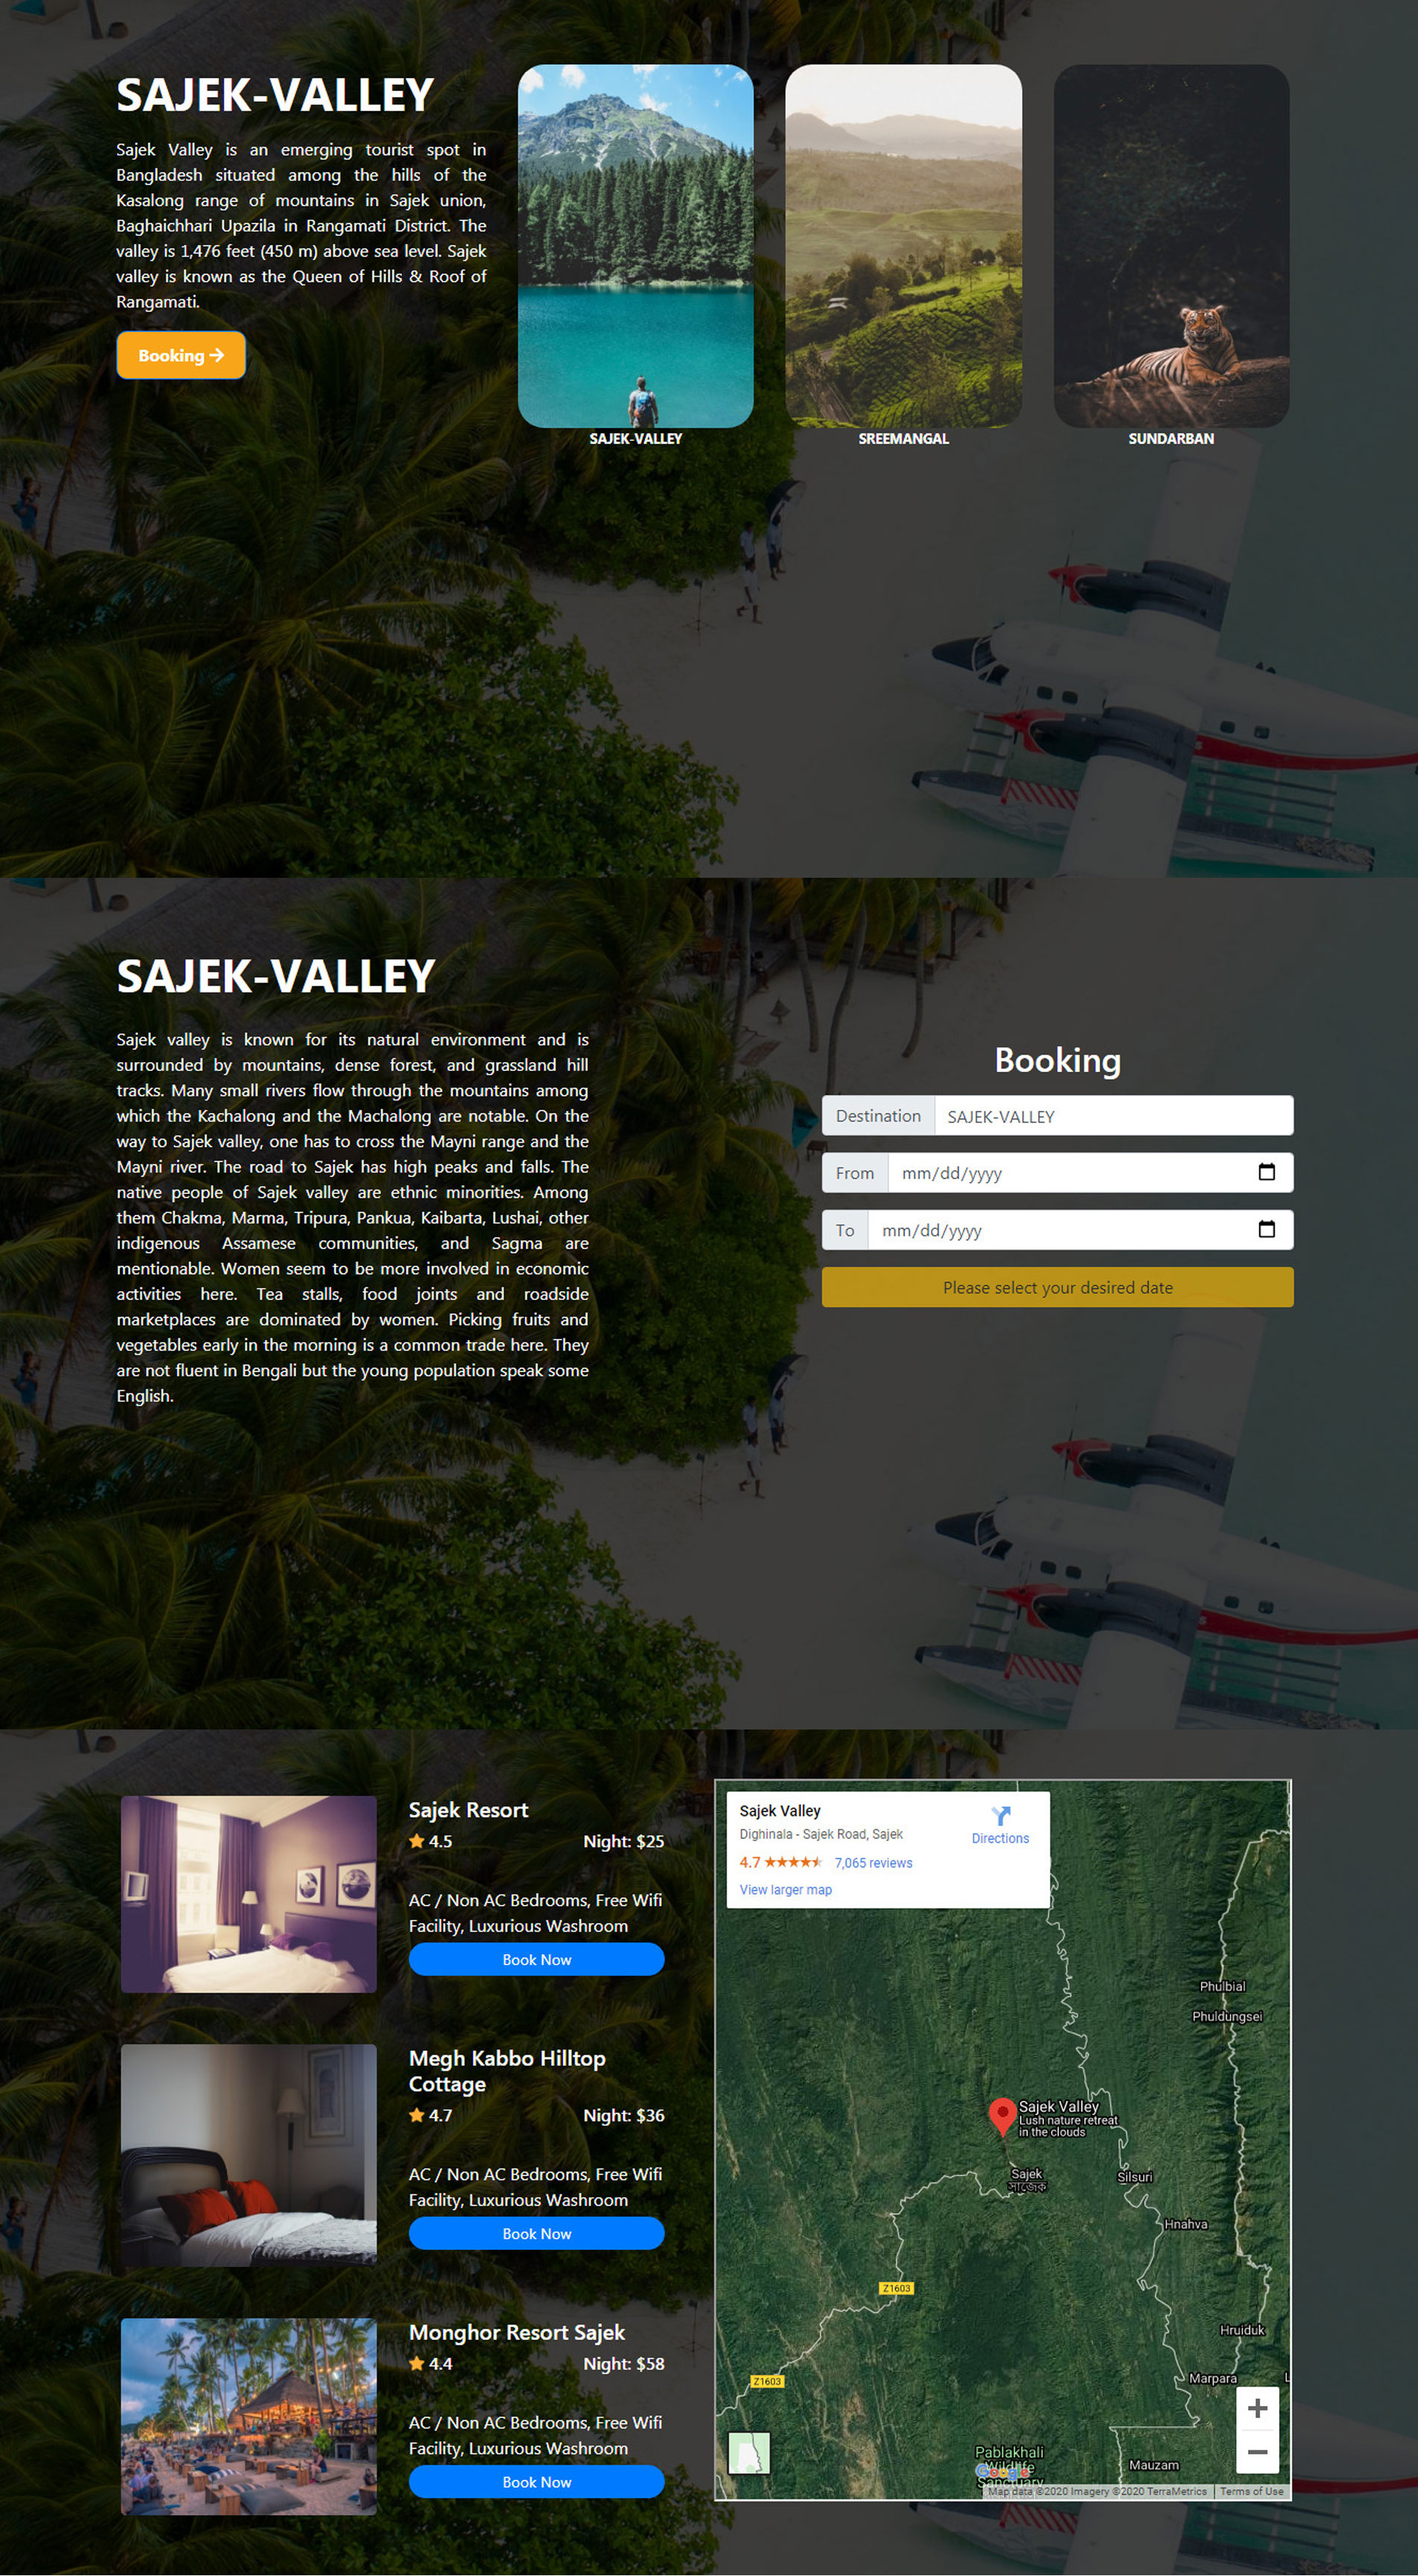 SAJEK-VALLEY
Sajek Valley is an emerging tourist spot in
Bangladesh situated among the hills of the
Kasalong range of mountains in Sajek union,
Baghaichhari Upazila in Rangamati District. The
valley is 1,476 feet (450 m) above sea level. Sajek
valley is known as the Queen of Hills & Roof of
Rangamati.
Booking
SAJEK-VALLEY
SREEMANGAL
SUNDARBAN
SAJEK-VALLEY
Sajek valley is known for its natural environment and is
surrounded by mountains, dense forest, and grassland hill
tracks. Many small rivers flow through the mountains among
which the Kachalong and the Machalong are notable. On the
way to Sajek valley, one has to cross the Mayni range and the
Mayni river. The road to Sajek has high peaks and falls. The
native people of Sajek valley are ethnic minorities. Among
them Chakma, Marma, Tripura, Pankua, Kaibarta, Lushai, other
indigenous Assamese communities, and Sagma are
mentionable. Women seem to be more involved in economic
activities here. Tea stalls, food joints and roadside
marketplaces are dominated by women. Picking fruits and
vegetables early in the morning is a common trade here. They
are not fluent in Bengali but the young population speak some
English.
Booking
Destination SAJEK-VALLEY
From mm/dd/yyyy
To mm/dd/yyyy
Please select your desired date
Sajek Resort
4.5 Night: $25
AC / Non AC Bedrooms, Free Wifi
Facility, Luxurious Washroom
Book Now
Megh Kabbo Hilltop
Cottage
4.7 Night: $36
AC / Non AC Bedrooms, Free Wifi
Facility, Luxurious Washroom
Book Now
Monghor Resort Sajek
4.4 Night: $58
AC / Non AC Bedrooms, Free Wifi
Facility, Luxurious Washroom
Book Now
Sajek Valley
Dighinala - Sajek Road, Sajek
Directions
4.7 7,065 reviews
View larger map
Phulbial
Phuldungsei
Sajek Valley
Lush nature retreat
in the clouds
Sajek
সাজেক
Silsuri
Hnahva
Z1603
Hruiduk
Z1603
Marpara
L
Pablakhali
Wildlife
Sanctuary
Google
Mauzam
Map data ©2020 Imagery ©2020 TerraMetrics Terms of Use